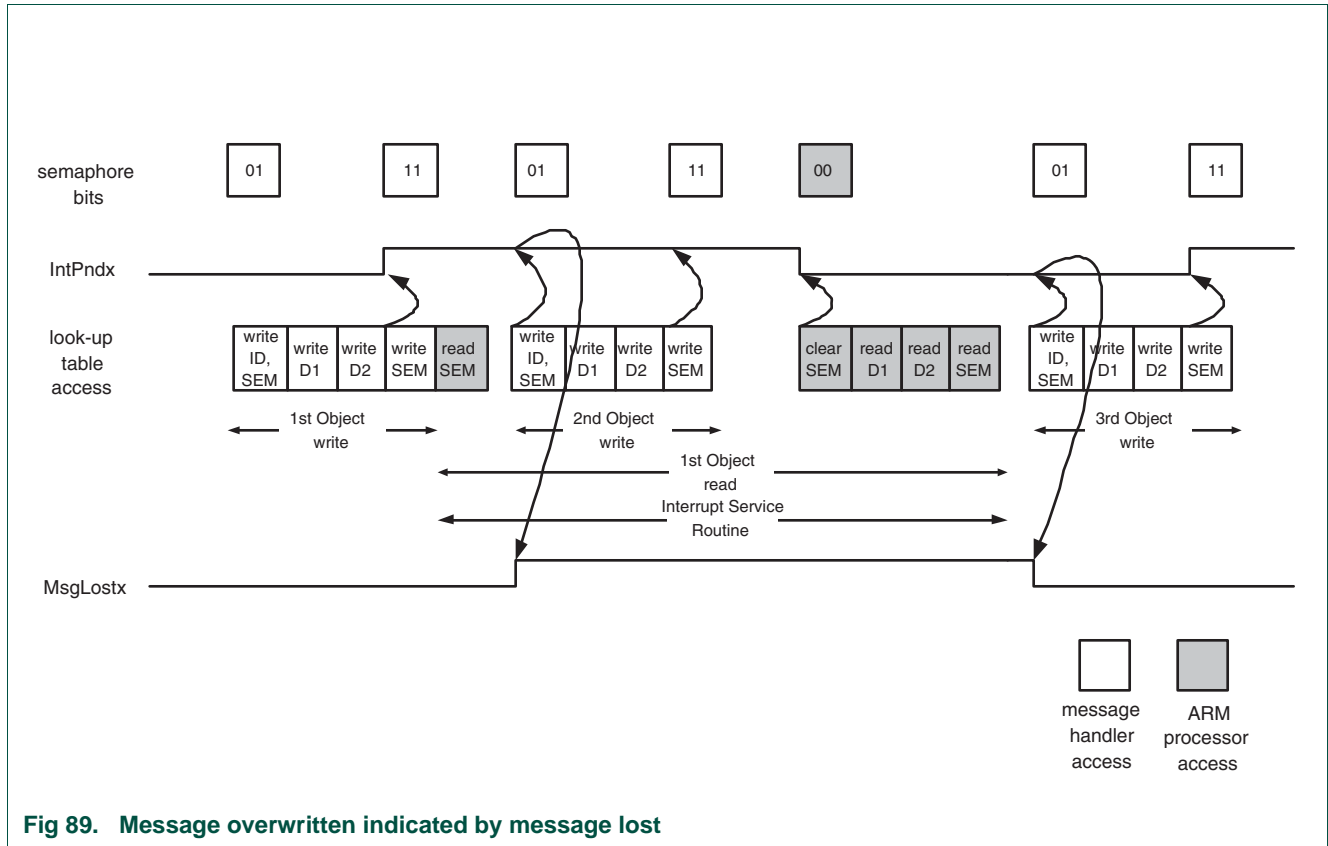 semaphore
bits
01
11
01
11
00
01
11
IntPndx
look-up
table
access
write
ID,
SEM
write
D1
write
D2
write
SEM
read
SEM
write
ID,
SEM
write
D1
write
D2
write
SEM
clear
SEM
read
D1
read
D2
read
SEM
write
ID,
SEM
write
D1
write
D2
write
SEM
1st Object
write
2nd Object
write
3rd Object
write
1st Object
read
Interrupt Service
Routine
MsgLostx
message
handler
access
ARM
processor
access
Fig 89. Message overwritten indicated by message lost